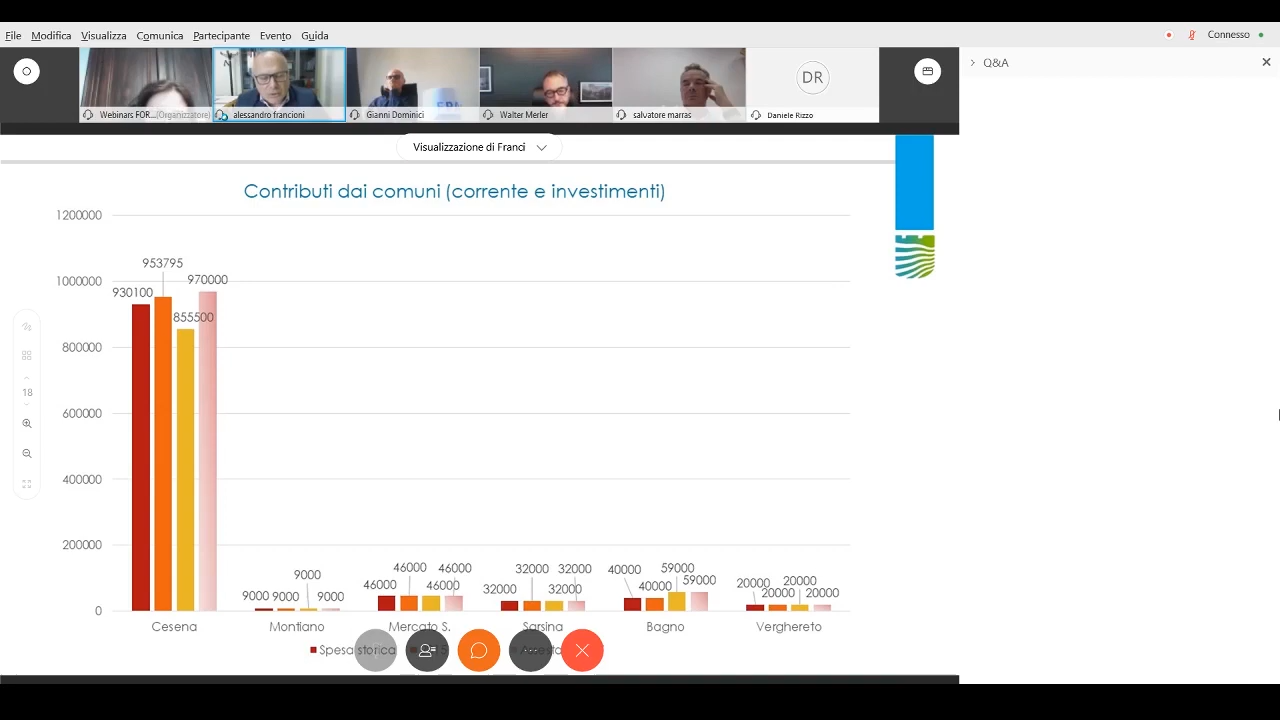 File Modifica Visualizza Comunica Partecipante Evento Guida
Connesso
Q&A
DR
Webinars FOR... (Organizzatore)
alessandro francioni
Gianni Dominici
Walter Merler
salvatore marras
Daniele Rizzo
Visualizzazione di Franci
Contributi dai comuni (corrente e investimenti)
1200000
1000000
800000
600000
400000
200000
0
930100 953795 855500 970000
9000 9000 9000 9000
46000 46000 46000 46000
32000 32000 32000 32000
40000 40000 59000 59000
20000 20000 20000 20000
Cesena Montiano Mercato S. Sarsina Bagno Verghereto
Spesa storica
18